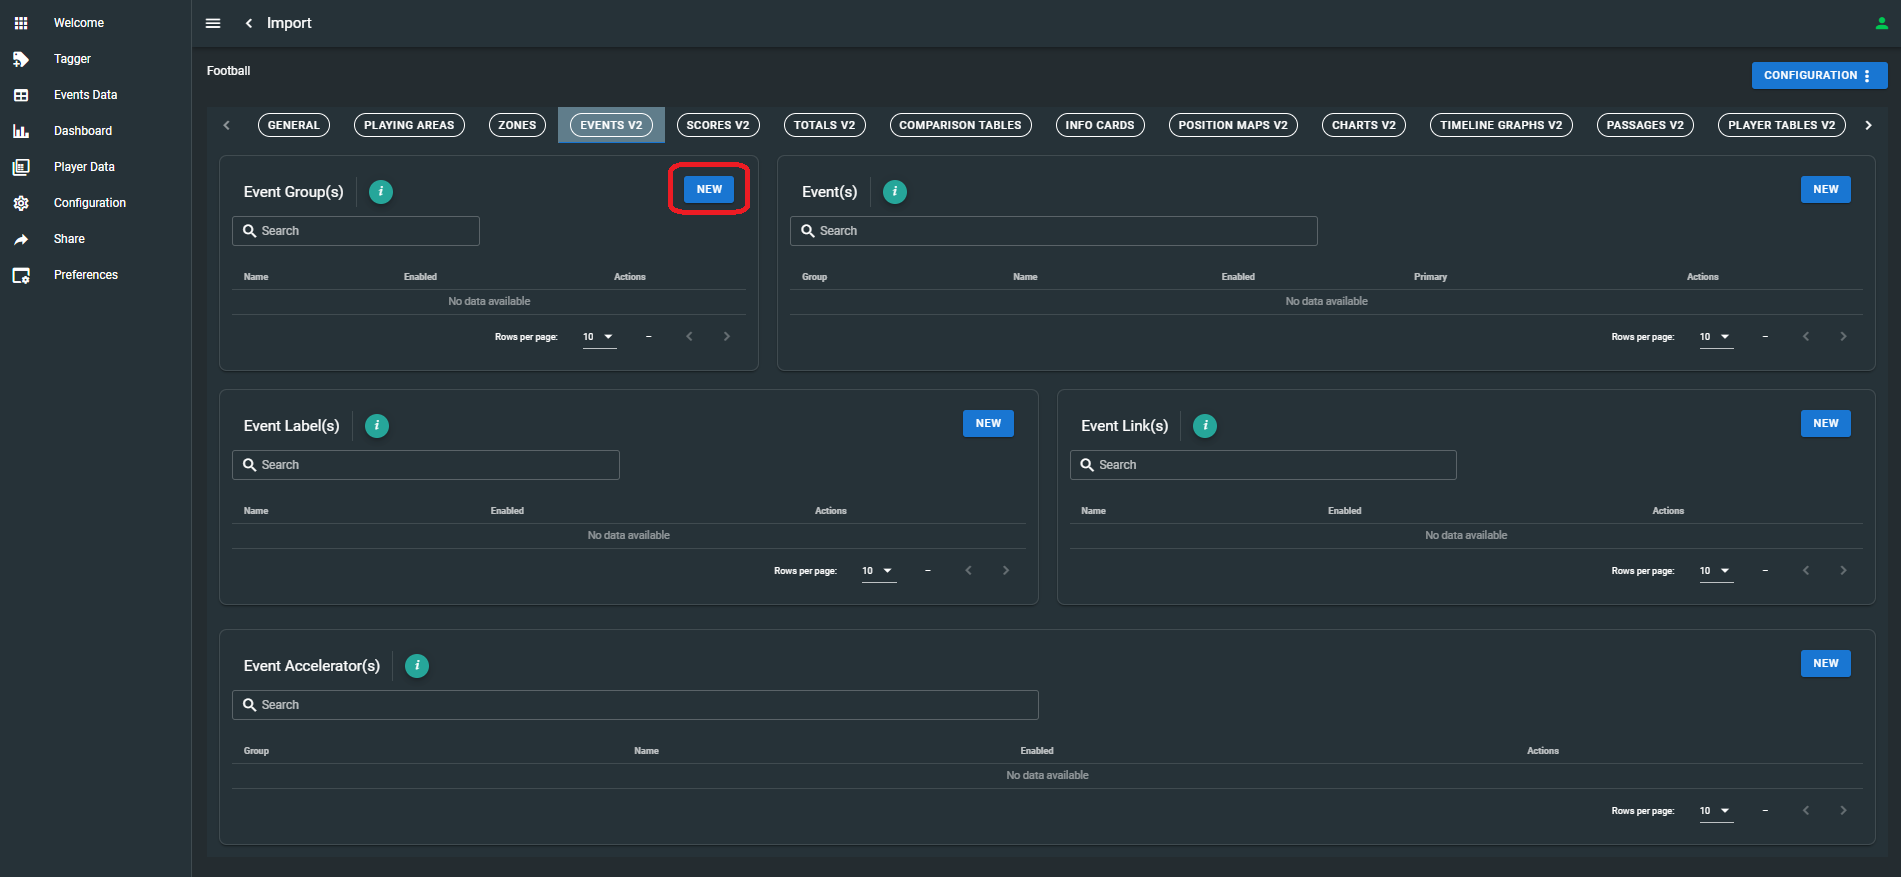 Welcome
Tagger
Events Data
Dashboard
Player Data
Configuration
Share
Preferences
Import
Football
CONFIGURATION
GENERAL PLAYING AREAS ZONES EVENTS V2 SCORES V2 TOTALS V2 COMPARISON TABLES INFO CARDS POSITION MAPS V2 CHARTS V2 TIMELINE GRAPHS V2 PASSAGES V2 PLAYER TABLES V2
Event Group(s) i NEW
Search
Name Enabled Actions
No data available
Rows per page: 10 –
Event(s) i NEW
Search
Group Name Enabled Primary Actions
No data available
Rows per page: 10 –
Event Label(s) i NEW
Search
Name Enabled Actions
No data available
Rows per page: 10 –
Event Link(s) i NEW
Search
Name Enabled Actions
No data available
Rows per page: 10 –
Event Accelerator(s) i NEW
Search
Group Name Enabled Actions
No data available
Rows per page: 10 –